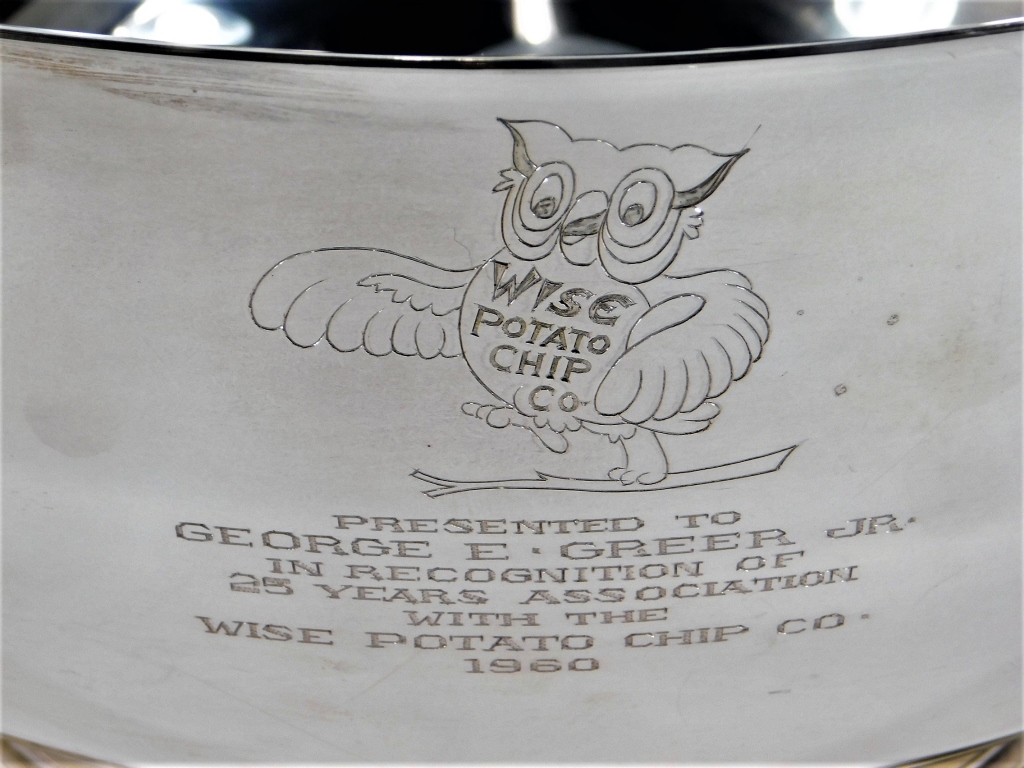 WISE
POTATO
CHIP
CO.
PRESENTED TO
GEORGE E. GREER JR.
IN RECOGNITION OF
25 YEARS ASSOCIATION
WITH THE
WISE POTATO CHIP CO.
1960